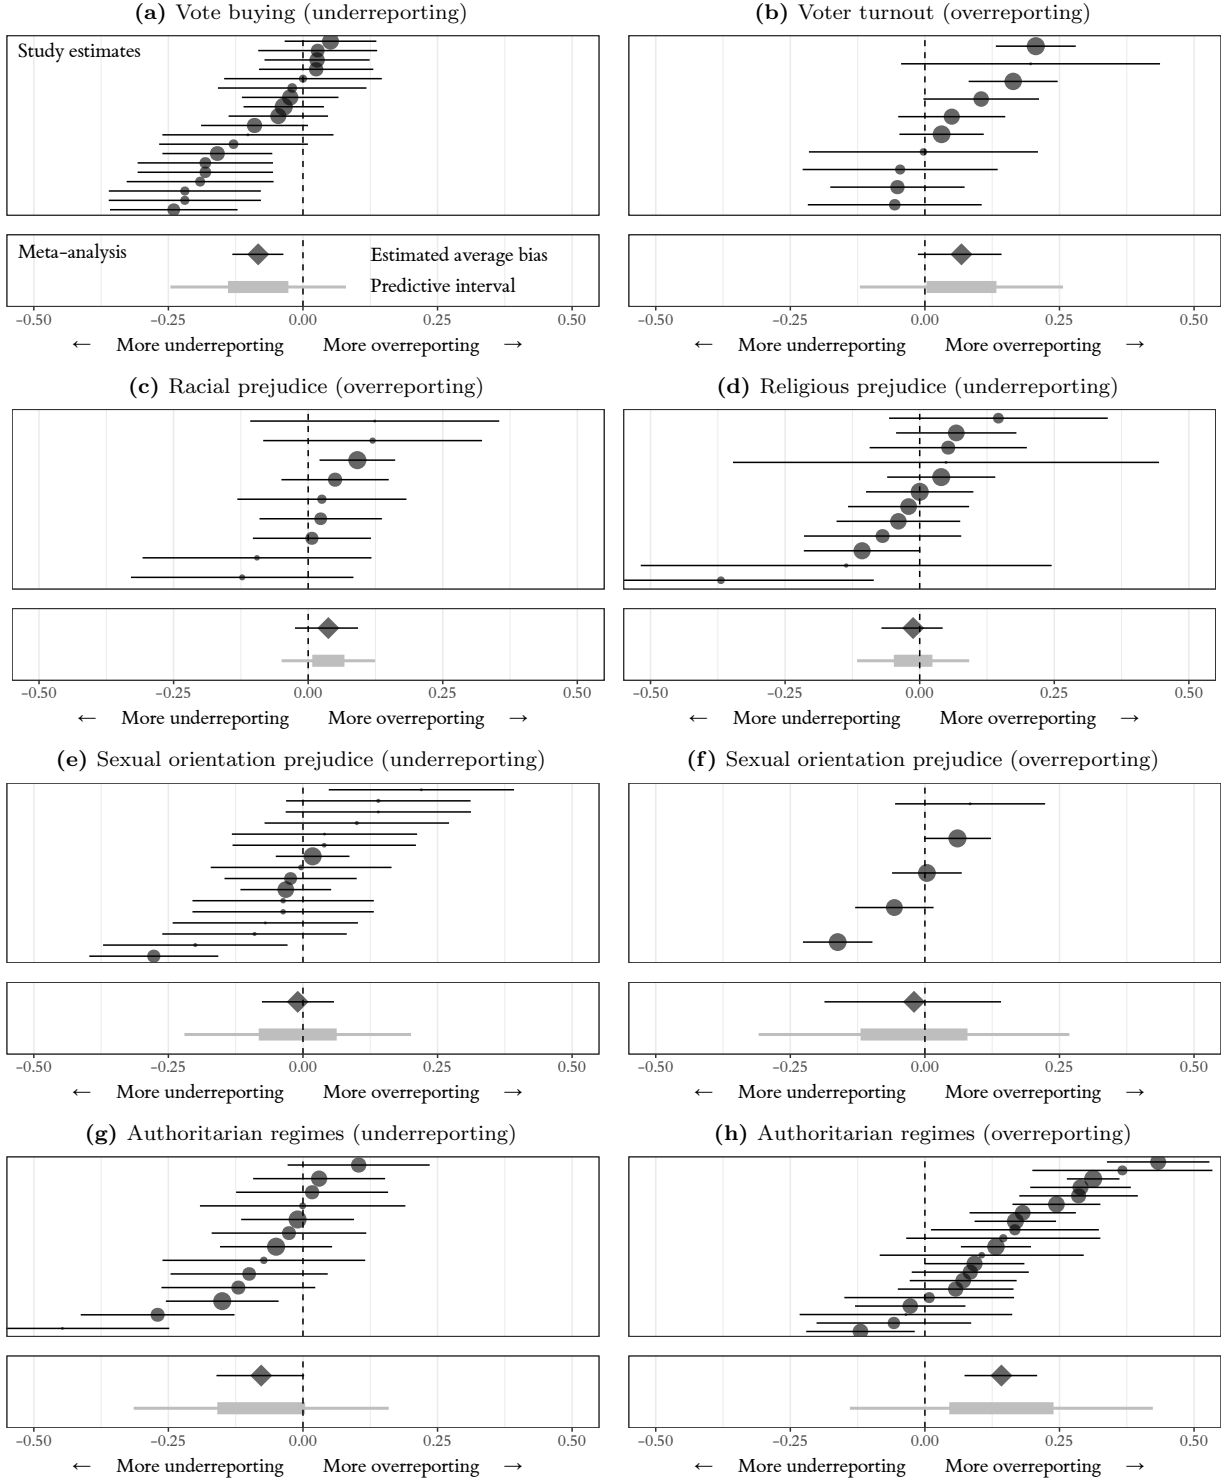 (a) Vote buying (underreporting)
Study estimates
Meta-analysis
Estimated average bias
Predictive interval
−0.50 −0.25 0.00 0.25 0.50
← More underreporting More overreporting →
(b) Voter turnout (overreporting)
−0.50 −0.25 0.00 0.25 0.50
← More underreporting More overreporting →
(c) Racial prejudice (overreporting)
−0.50 −0.25 0.00 0.25 0.50
← More underreporting More overreporting →
(d) Religious prejudice (underreporting)
−0.50 −0.25 0.00 0.25 0.50
← More underreporting More overreporting →
(e) Sexual orientation prejudice (underreporting)
−0.50 −0.25 0.00 0.25 0.50
← More underreporting More overreporting →
(f) Sexual orientation prejudice (overreporting)
−0.50 −0.25 0.00 0.25 0.50
← More underreporting More overreporting →
(g) Authoritarian regimes (underreporting)
−0.50 −0.25 0.00 0.25 0.50
← More underreporting More overreporting →
(h) Authoritarian regimes (overreporting)
−0.50 −0.25 0.00 0.25 0.50
← More underreporting More overreporting →